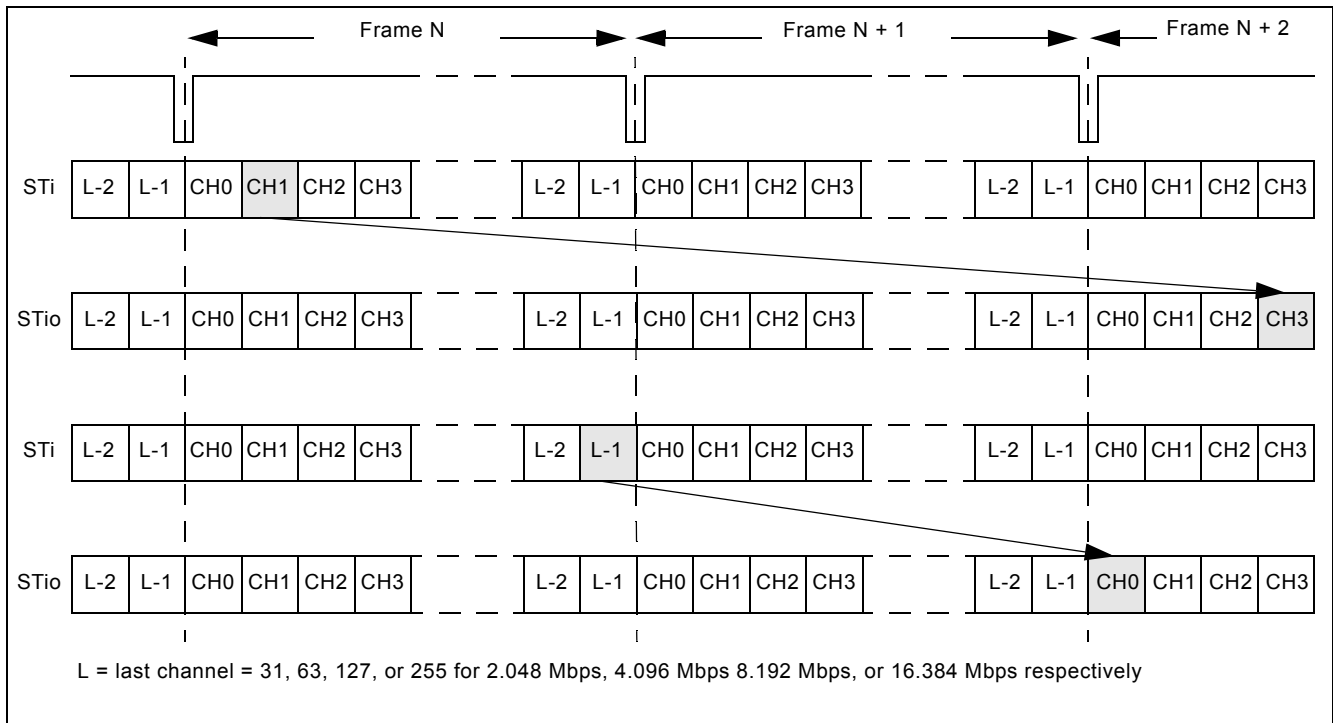 Frame N Frame N + 1 Frame N + 2
STi L-2 L-1 CH0 CH1 CH2 CH3 L-2 L-1 CH0 CH1 CH2 CH3 L-2 L-1 CH0 CH1 CH2 CH3
STio L-2 L-1 CH0 CH1 CH2 CH3 L-2 L-1 CH0 CH1 CH2 CH3 L-2 L-1 CH0 CH1 CH2 CH3
STi L-2 L-1 CH0 CH1 CH2 CH3 L-2 L-1 CH0 CH1 CH2 CH3 L-2 L-1 CH0 CH1 CH2 CH3
STio L-2 L-1 CH0 CH1 CH2 CH3 L-2 L-1 CH0 CH1 CH2 CH3 L-2 L-1 CH0 CH1 CH2 CH3
L = last channel = 31, 63, 127, or 255 for 2.048 Mbps, 4.096 Mbps 8.192 Mbps, or 16.384 Mbps respectively